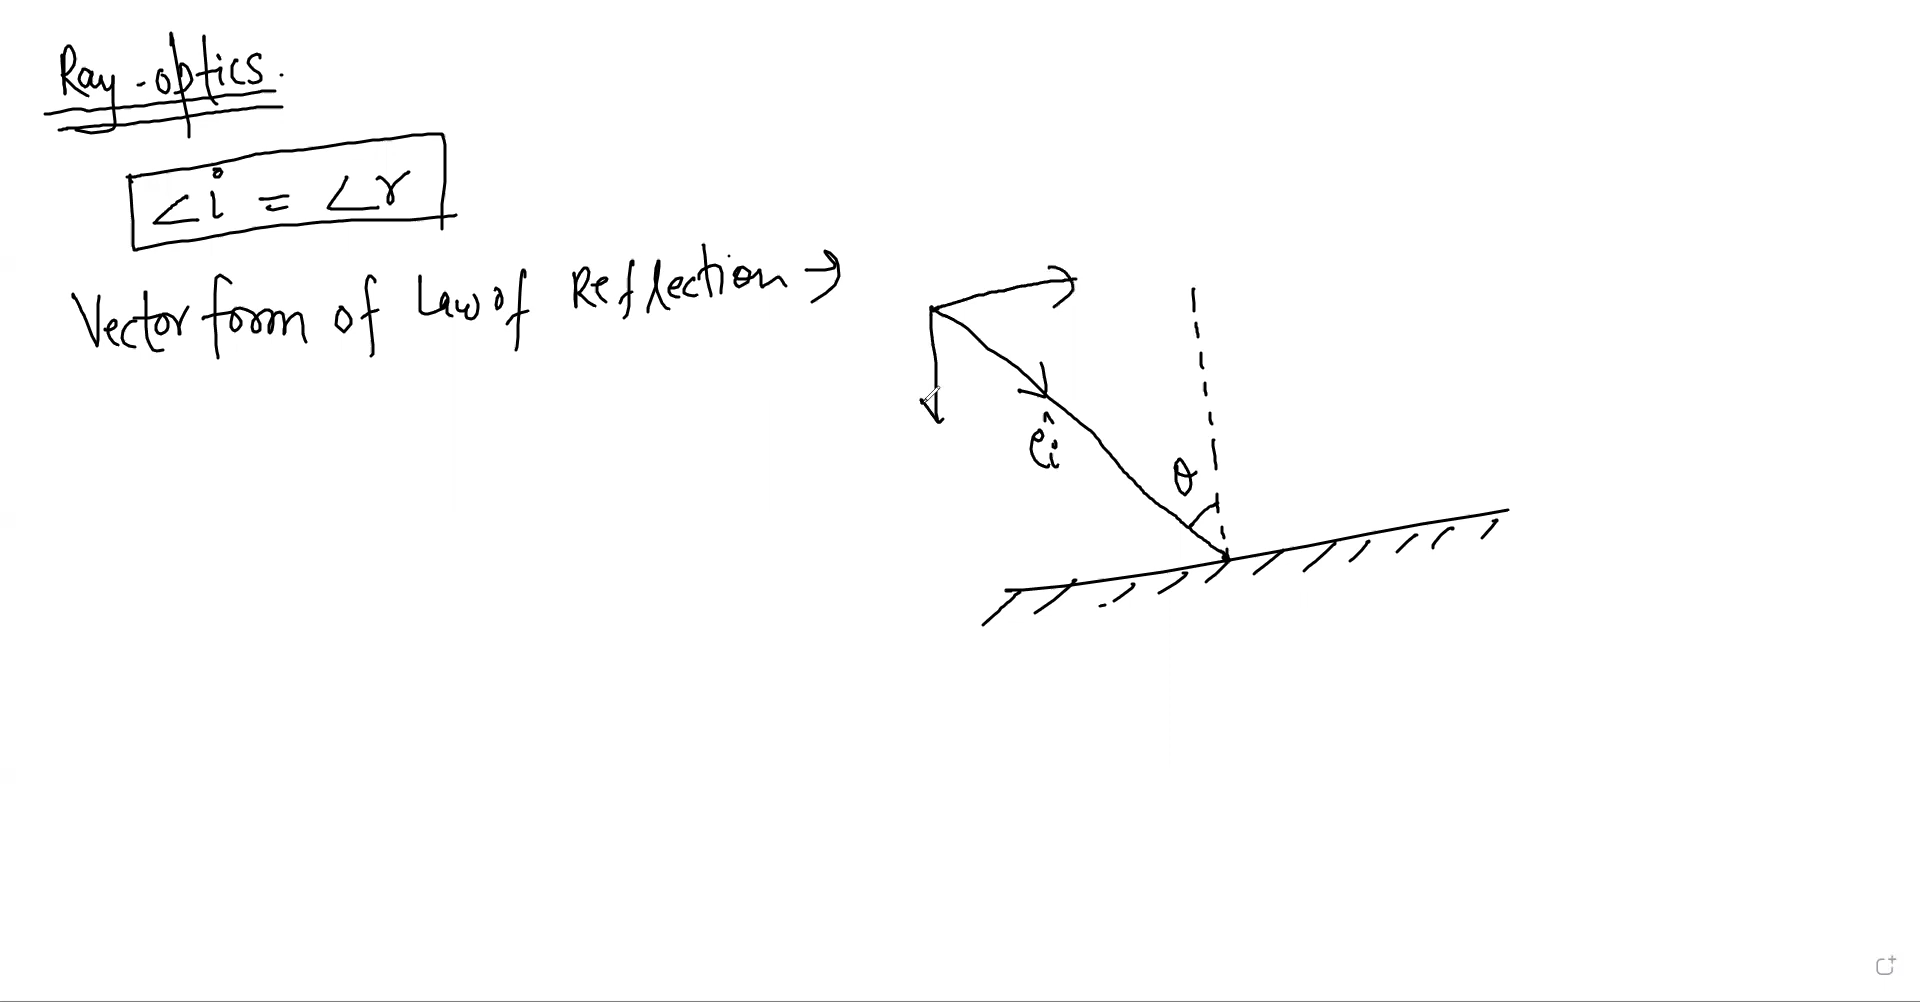 Ray-optics.
∠i = ∠r
Vector form of Law of Reflection →
êi
θ